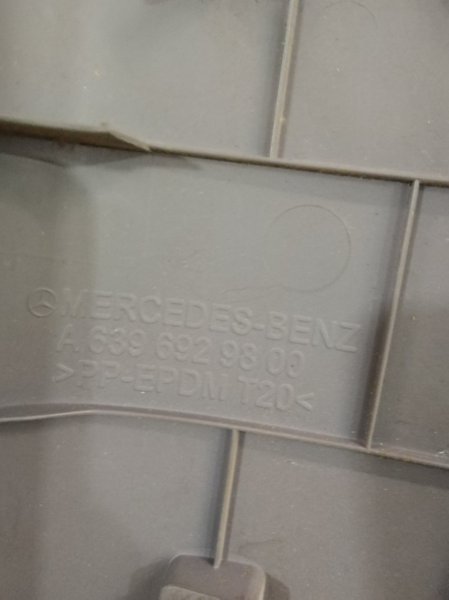 MERCEDES-BENZ
A 639 692 98 00
>PP-EPDM T20<